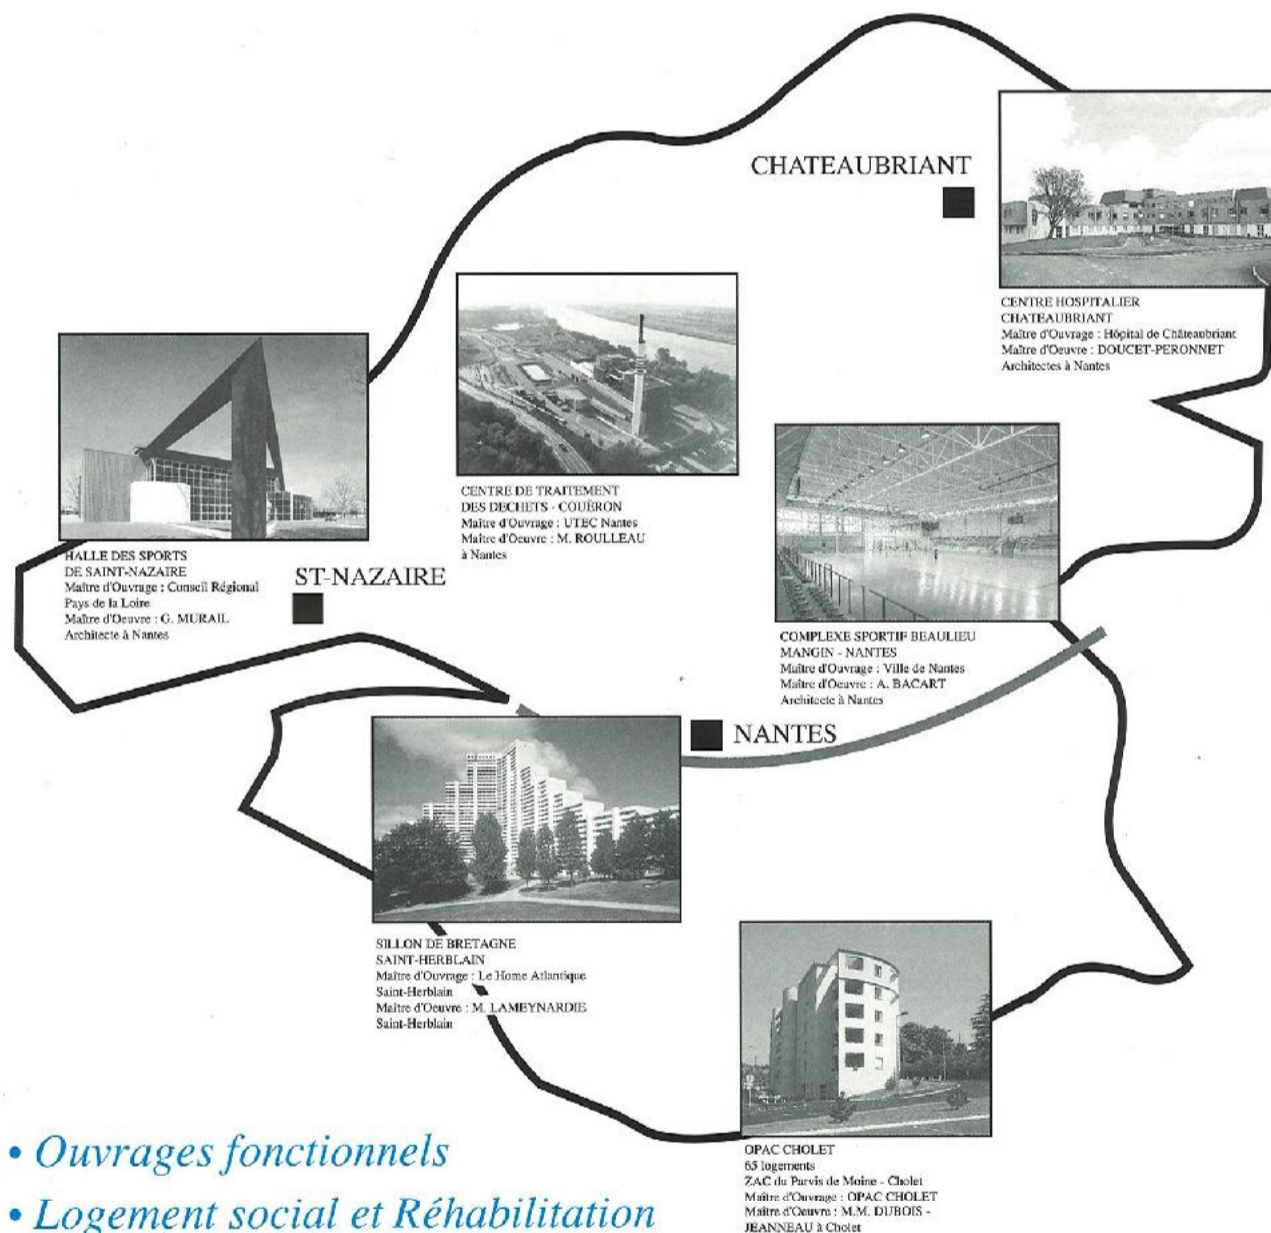 CHATEAUBRIANT
CENTRE HOSPITALIER
CHATEAUBRIANT
Maître d'Ouvrage : Hôpital de Châteaubriant
Maître d'Oeuvre : DOUCET-PERONNET
Architectes à Nantes
CENTRE DE TRAITEMENT
DES DECHETS - COUËRON
Maître d'Ouvrage : UTEC Nantes
Maître d'Oeuvre : M. ROULLEAU
à Nantes
HALLE DES SPORTS
DE SAINT-NAZAIRE
Maître d'Ouvrage : Conseil Régional
Pays de la Loire
Maître d'Oeuvre : G. MURAIL
Architecte à Nantes
ST-NAZAIRE
COMPLEXE SPORTIF BEAULIEU
MANGIN - NANTES
Maître d'Ouvrage : Ville de Nantes
Maître d'Oeuvre : A. BACART
Architecte à Nantes
NANTES
SILLON DE BRETAGNE
SAINT-HERBLAIN
Maître d'Ouvrage : Le Home Atlantique
Saint-Herblain
Maître d'Oeuvre : M. LAMEYNARDIE
Saint-Herblain
OPAC CHOLET
65 logements
ZAC du Parvis de Moine - Cholet
Maître d'Ouvrage : OPAC CHOLET
Maître d'Oeuvre : M.M. DUBOIS -
JEANNEAU à Cholet
• Ouvrages fonctionnels
• Logement social et Réhabilitation